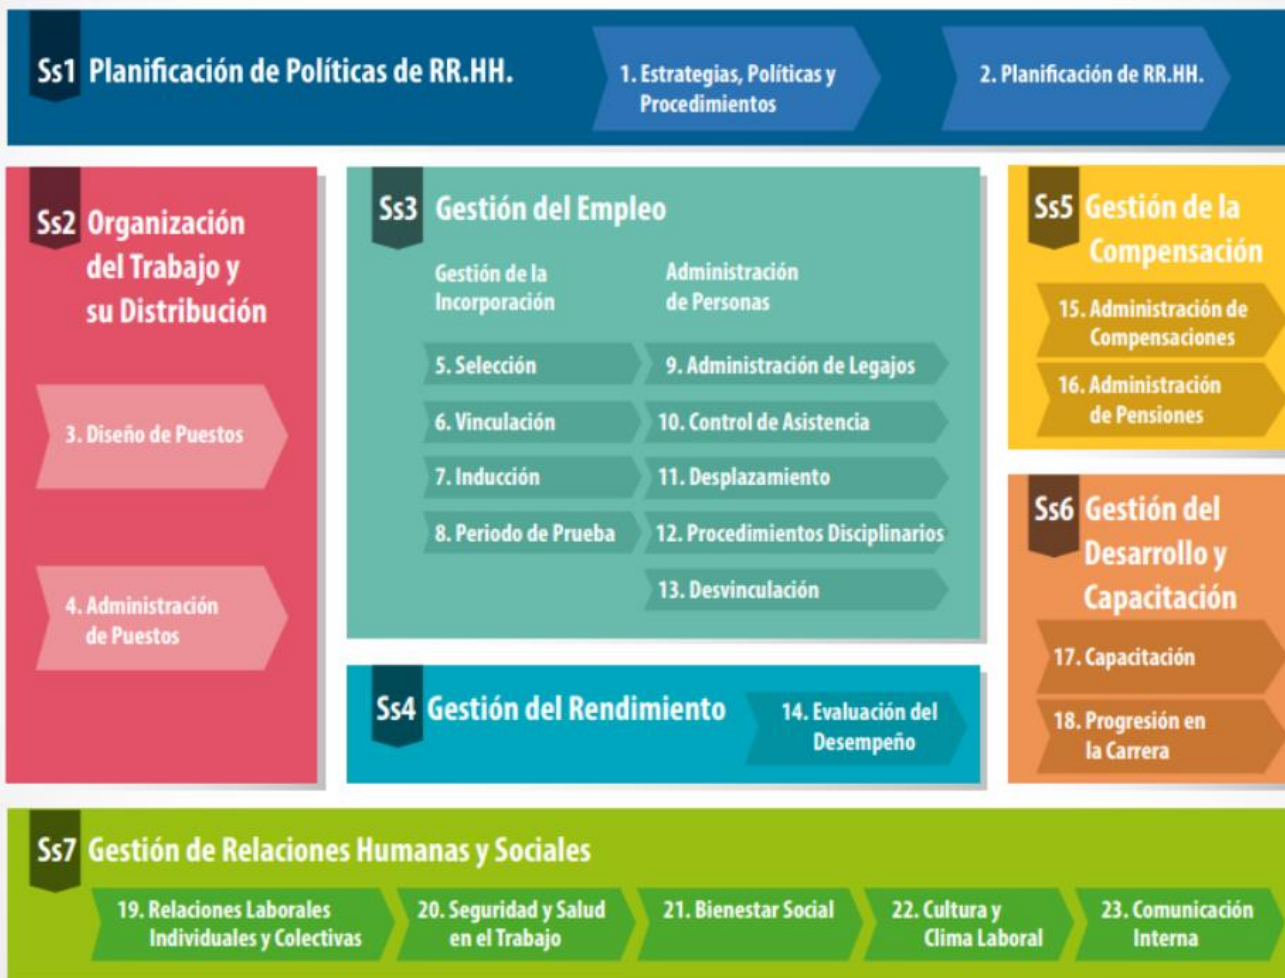 Ss1 Planificación de Políticas de RR.HH.
1. Estrategias, Políticas y
Procedimientos
2. Planificación de RR.HH.
Ss2 Organización
del Trabajo y
su Distribución
3. Diseño de Puestos
4. Administración
de Puestos
Ss3 Gestión del Empleo
Gestión de la
Incorporación
5. Selección
6. Vinculación
7. Inducción
8. Periodo de Prueba
Administración
de Personas
9. Administración de Legajos
10. Control de Asistencia
11. Desplazamiento
12. Procedimientos Disciplinarios
13. Desvinculación
Ss4 Gestión del Rendimiento
14. Evaluación del
Desempeño
Ss5 Gestión de la
Compensación
15. Administración de
Compensaciones
16. Administración
de Pensiones
Ss6 Gestión del
Desarrollo y
Capacitación
17. Capacitación
18. Progresión en
la Carrera
Ss7 Gestión de Relaciones Humanas y Sociales
19. Relaciones Laborales
Individuales y Colectivas
20. Seguridad y Salud
en el Trabajo
21. Bienestar Social
22. Cultura y
Clima Laboral
23. Comunicación
Interna